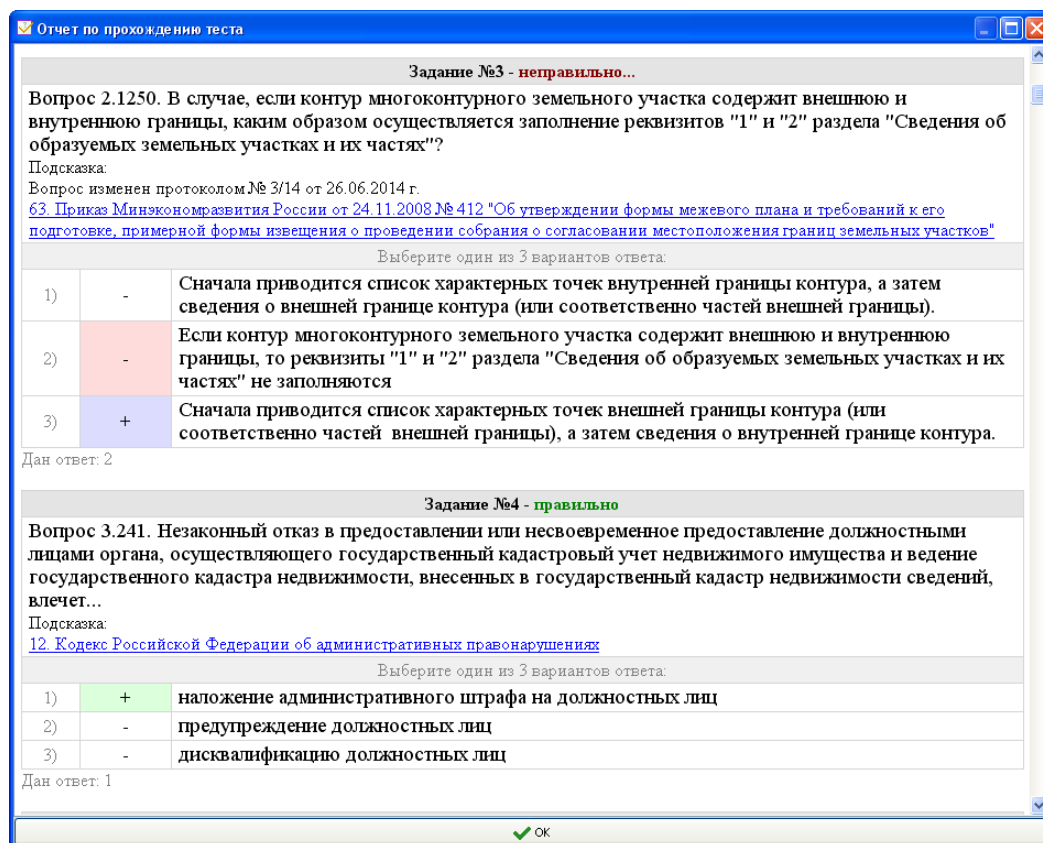 Отчет по прохождению теста
Задание №3 - неправильно...
Вопрос 2.1250. В случае, если контур многоконтурного земельного участка содержит внешнюю и
внутреннюю границы, каким образом осуществляется заполнение реквизитов "1" и "2" раздела "Сведения об
образуемых земельных участках и их частях"?
Подсказка:
Вопрос изменен протоколом № 3/14 от 26.06.2014 г.
63. Приказ Минэкономразвития России от 24.11.2008 № 412 "Об утверждении формы межевого плана и требований к его
подготовке, примерной формы извещения о проведении собрания о согласовании местоположения границ земельных участков"
Выберите один из 3 вариантов ответа:
1) - Сначала приводится список характерных точек внутренней границы контура, а затем
сведения о внешней границе контура (или соответственно частей внешней границы).
2) - Если контур многоконтурного земельного участка содержит внешнюю и внутреннюю
границы, то реквизиты "1" и "2" раздела "Сведения об образуемых земельных участках и их
частях" не заполняются
3) + Сначала приводится список характерных точек внешней границы контура (или
соответственно частей внешней границы), а затем сведения о внутренней границе контура.
Дан ответ: 2
Задание №4 - правильно
Вопрос 3.241. Незаконный отказ в предоставлении или несвоевременное предоставление должностными
лицами органа, осуществляющего государственный кадастровый учет недвижимого имущества и ведение
государственного кадастра недвижимости, внесенных в государственный кадастр недвижимости сведений,
влечет...
Подсказка:
12. Кодекс Российской Федерации об административных правонарушениях
Выберите один из 3 вариантов ответа:
1) + наложение административного штрафа на должностных лиц
2) - предупреждение должностных лиц
3) - дисквалификацию должностных лиц
Дан ответ: 1
ОК